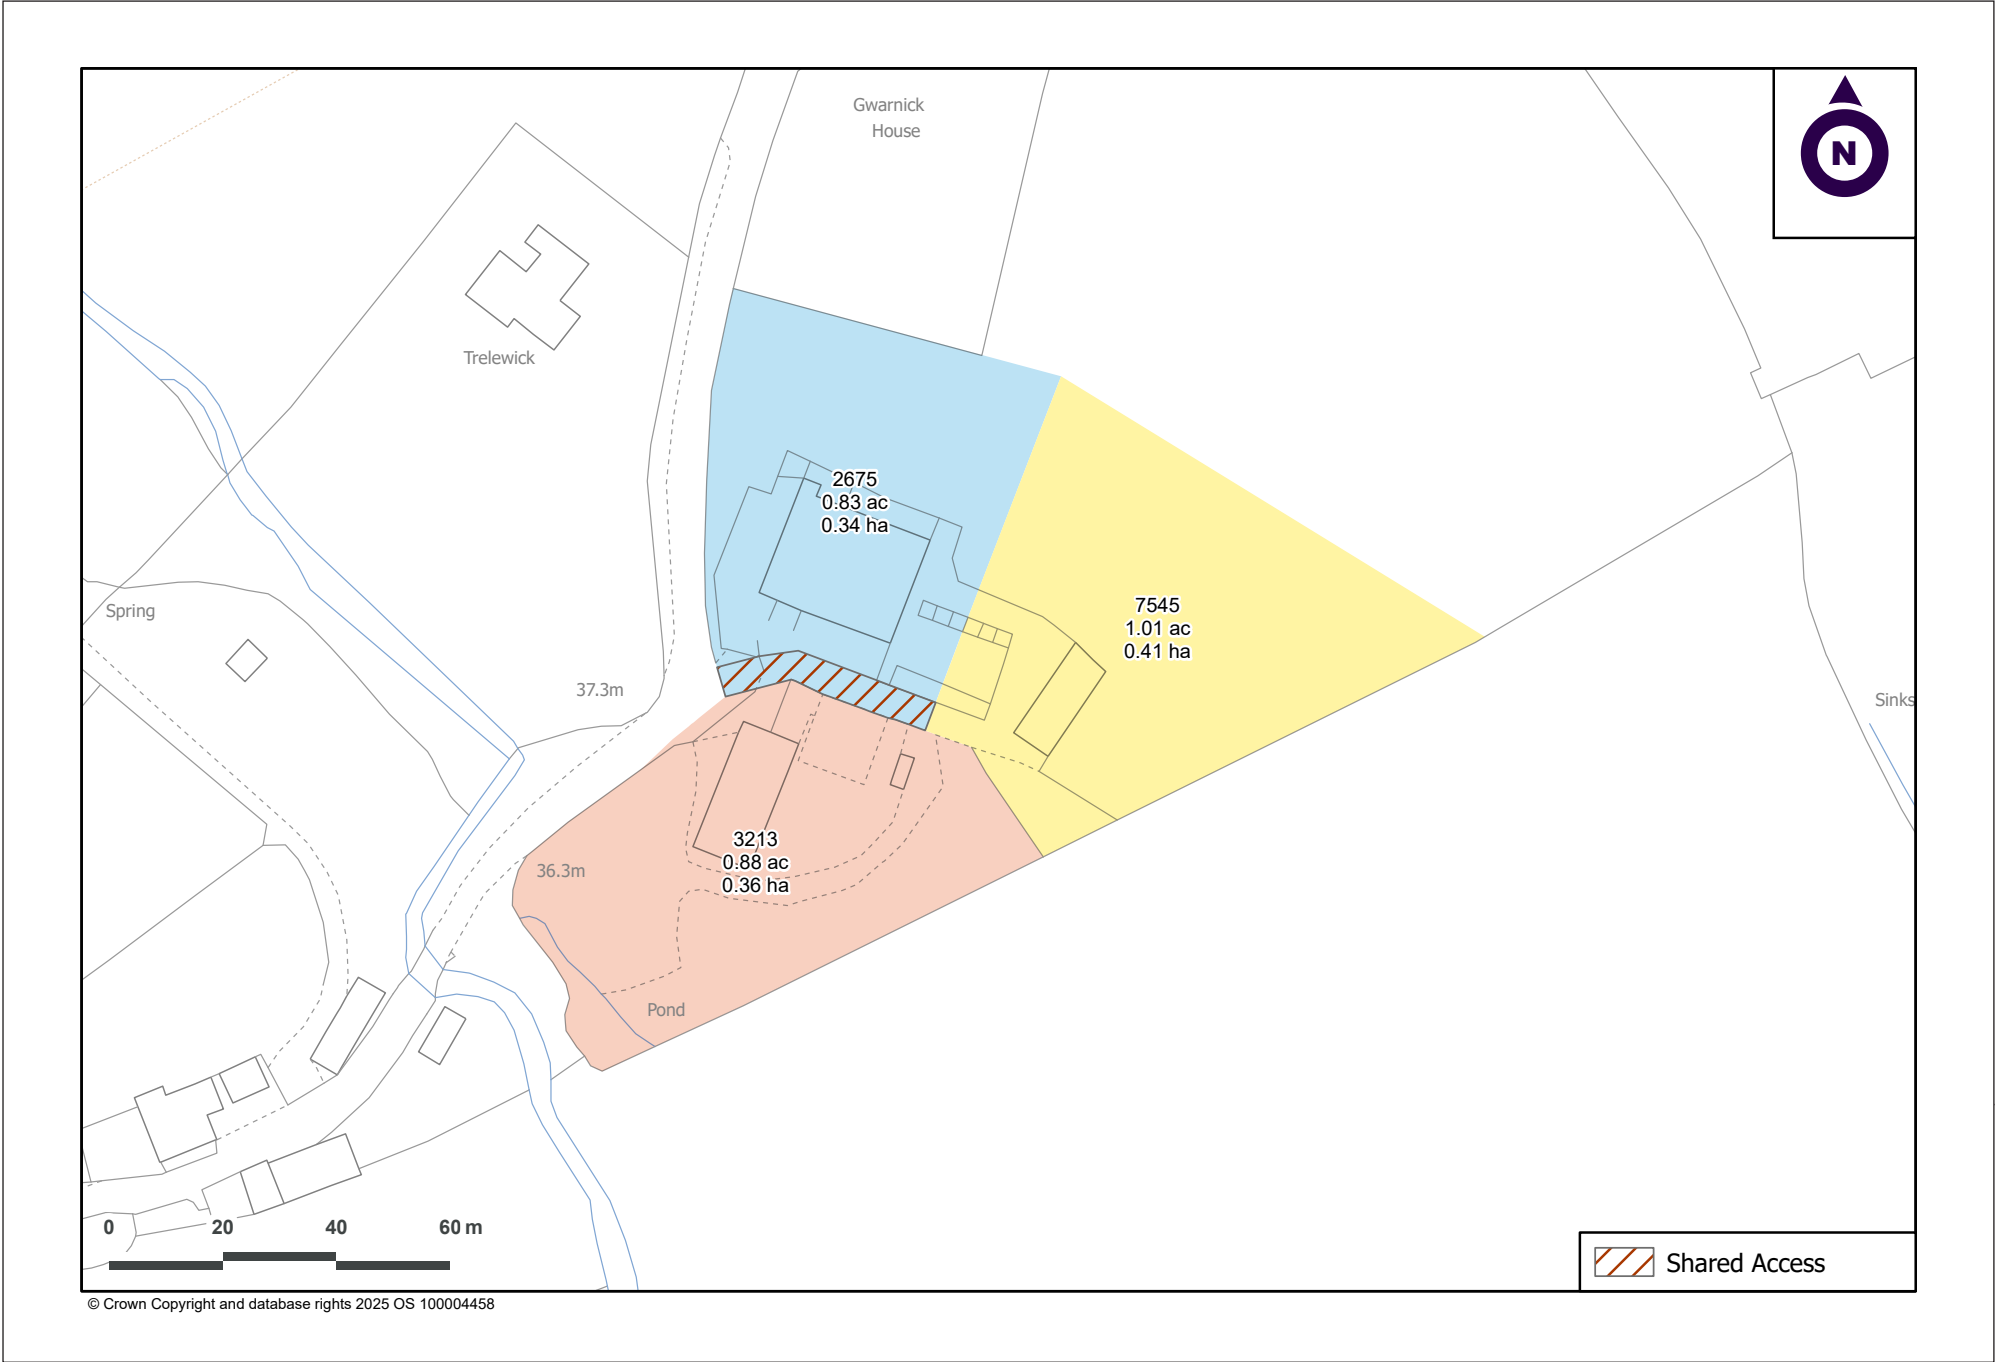 Gwarnick
House
N
Trelewick
2675
0.83 ac
0.34 ha
Spring
7545
1.01 ac
0.41 ha
37.3m
Sinks
3213
0.88 ac
0.36 ha
36.3m
Pond
0 20 40 60 m
Shared Access
© Crown Copyright and database rights 2025 OS 100004458